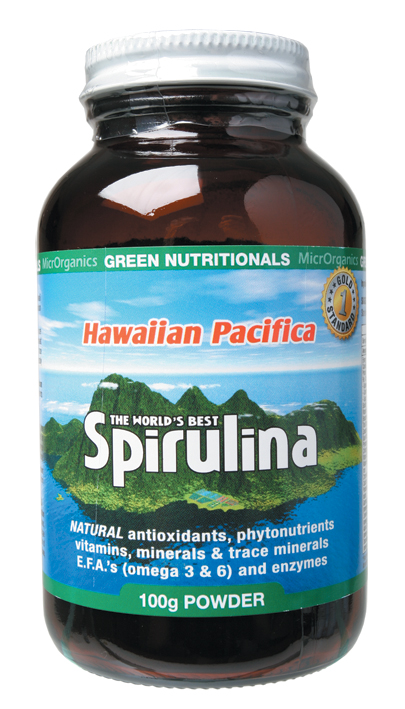 MicrOrganics GREEN NUTRITIONALS MicrOrganics
GOLD
1
STANDARD
Hawaiian Pacifica
THE WORLD'S BEST
Spirulina
NATURAL antioxidants, phytonutrients
vitamins, minerals & trace minerals
E.F.A.'s (omega 3 & 6) and enzymes
100g POWDER